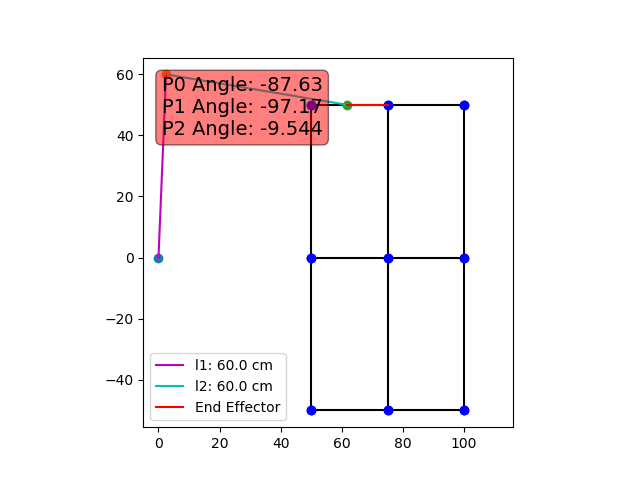 P0 Angle: -87.63
P1 Angle: -97.17
P2 Angle: -9.544
60
40
20
0
−20
−40
l1: 60.0 cm
l2: 60.0 cm
End Effector
0 20 40 60 80 100